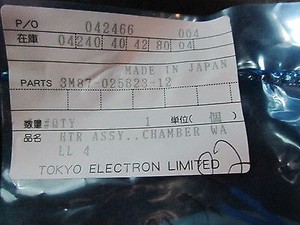 P/O 042466 004
在庫 04240 40 42 80 04
MADE IN JAPAN
PARTS 3M87-025823-12
数量#QTY 1 単位(個)
品名 HTR ASSY.,CHAMBER WA
LL 4
TOKYO ELECTRON LIMITED